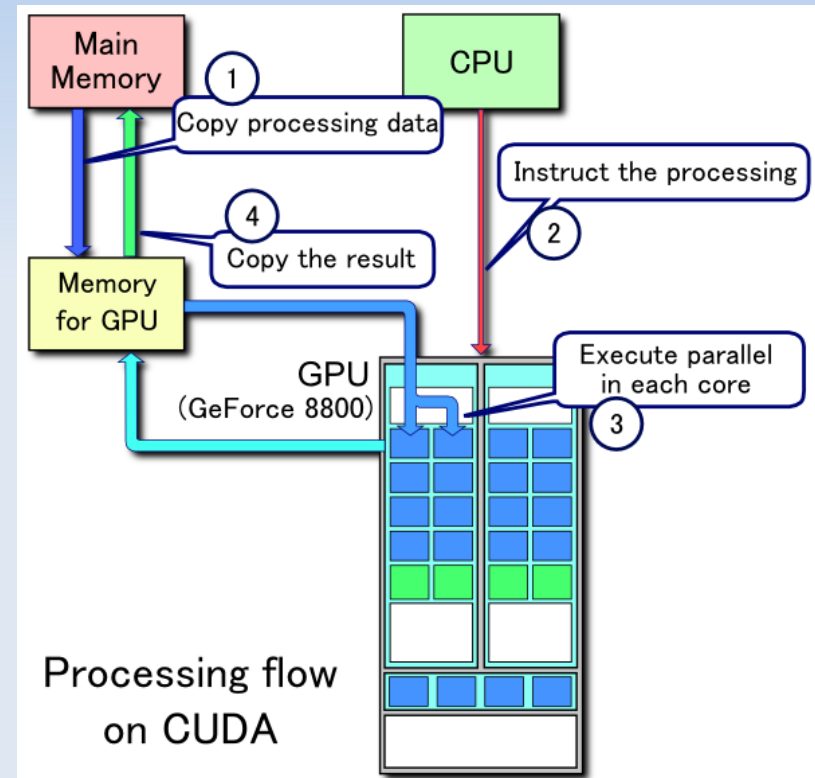 Main
Memory
CPU
1
Copy processing data
Instruct the processing
2
4
Copy the result
Memory
for GPU
GPU
(GeForce 8800)
Execute parallel
in each core
3
Processing flow
on CUDA